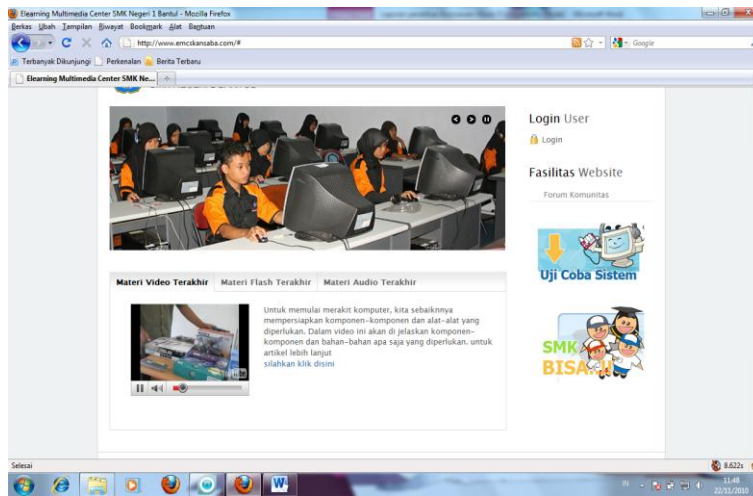 Elearning Multimedia Center SMK Negeri 1 Bantul - Mozilla Firefox
Berkas Ubah Tampilan Riwayat Bookmark Alat Bantuan
http://www.emcskansaba.com/#
Google
Terbanyak Dikunjungi Perkenalan Berita Terbaru
Elearning Multimedia Center SMK Ne...
Login User
Login
Fasilitas Website
Forum Komunitas
Uji Coba Sistem
Materi Video Terakhir Materi Flash Terakhir Materi Audio Terakhir
Untuk memulai merakit komputer, kita sebaiknnya
mempersiapkan komponen-komponen dan alat-alat yang
diperlukan. Dalam video ini akan di jelaskan komponen-
komponen dan bahan-bahan apa saja yang diperlukan. untuk
artikel lebih lanjut
silahkan klik disini
SMK
BISA...!!
Selesai
8.622s
IN
11:48
22/11/2010